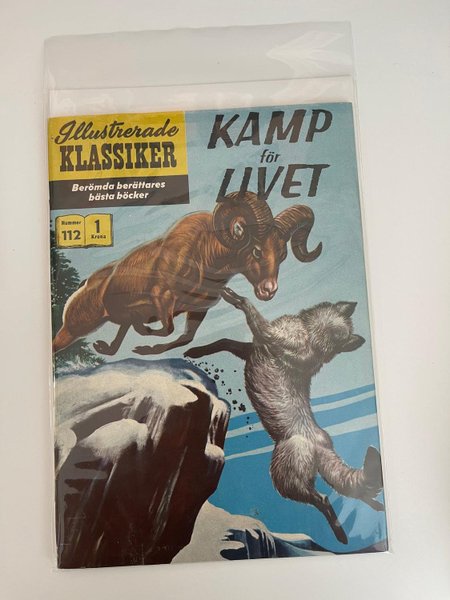 Illustrerade
KLASSIKER
Berömda berättares
bästa böcker
Nummer
112
1
Krona
KAMP
för
LIVET